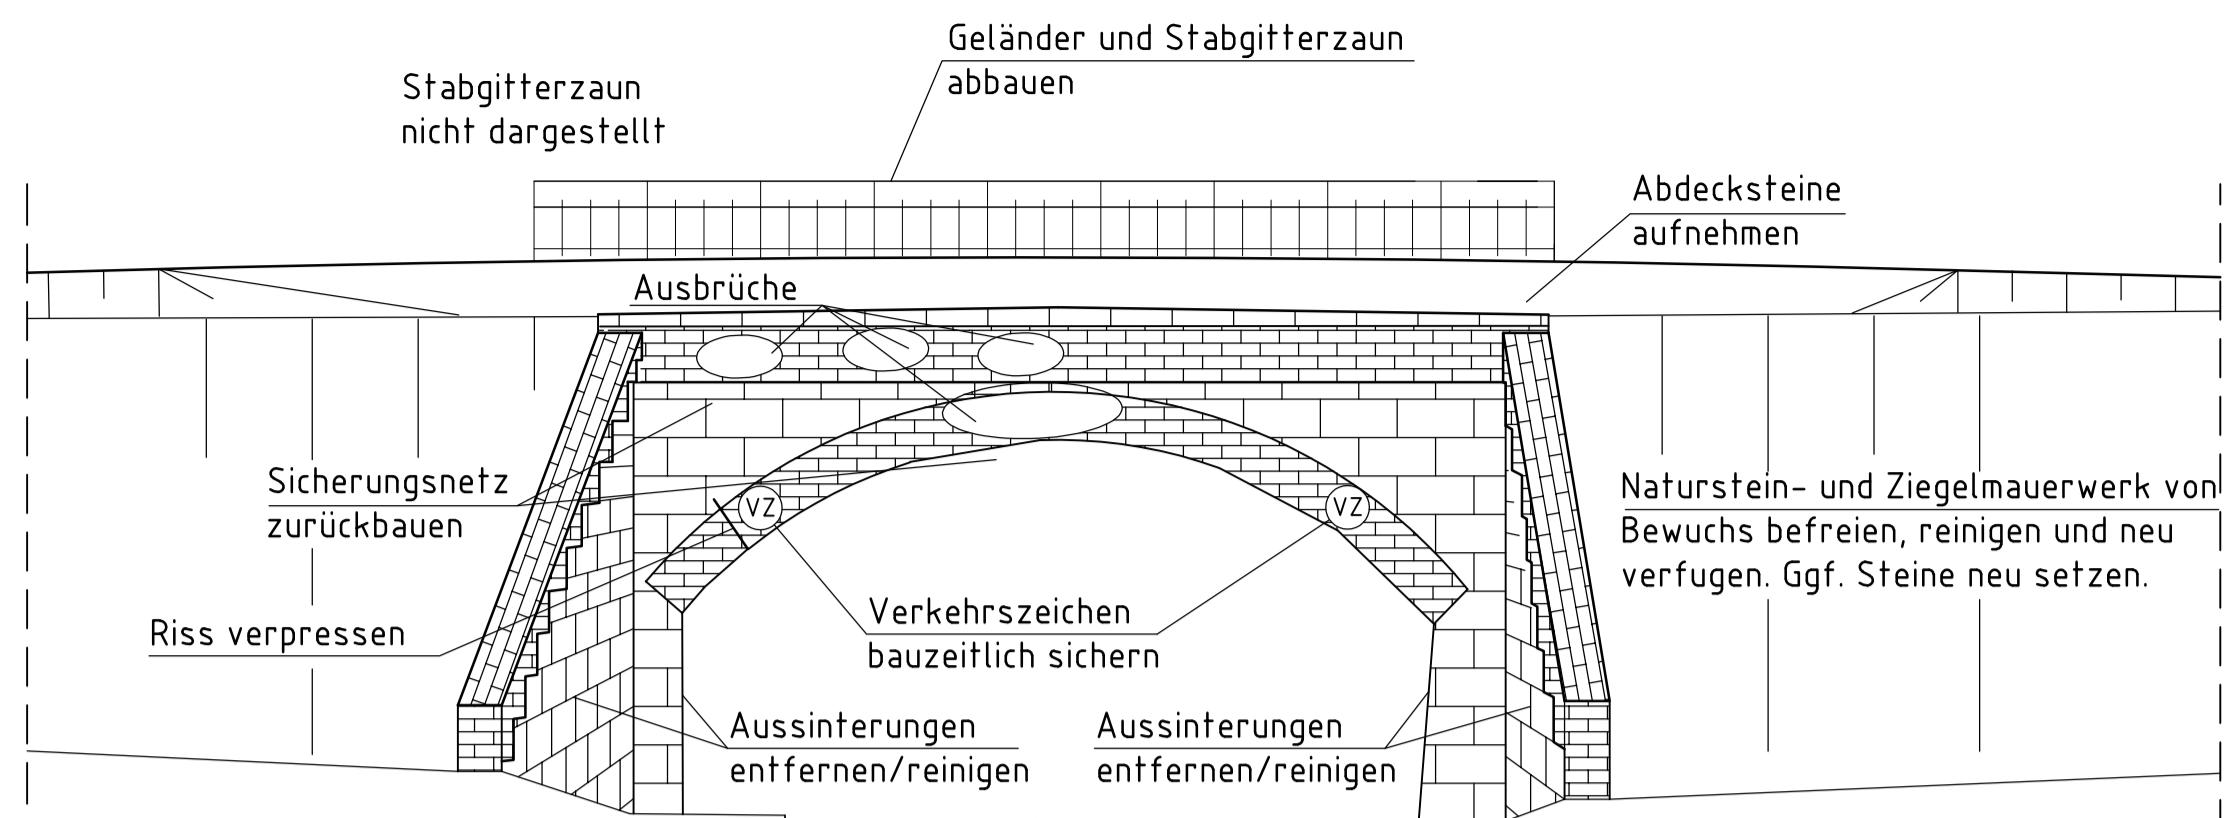 Geländer und Stabgitterzaun
abbauen
Stabgitterzaun
nicht dargestellt
Abdecksteine
aufnehmen
Ausbrüche
Sicherungsnetz
zurückbauen
VZ
VZ
Naturstein- und Ziegelmauerwerk von
Bewuchs befreien, reinigen und neu
verfugen. Ggf. Steine neu setzen.
Riss verpressen
Verkehrszeichen
bauzeitlich sichern
Aussinterungen
entfernen/reinigen
Aussinterungen
entfernen/reinigen